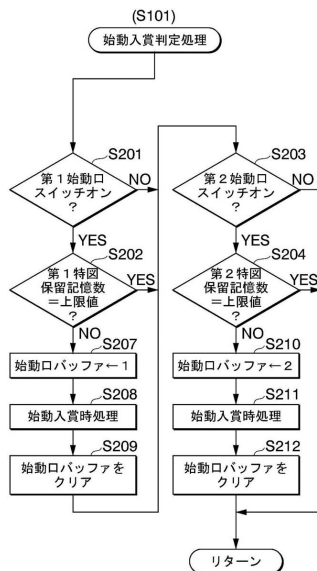 (S101)
始動入賞判定処理
S201
第1始動口
スイッチオン
?
NO
YES
S202
第1特図
保留記憶数
=上限値
?
YES
NO
S207
始動口バッファ←1
S208
始動入賞時処理
S209
始動口バッファを
クリア
S203
第2始動口
スイッチオン
?
NO
YES
S204
第2特図
保留記憶数
=上限値
?
YES
NO
S210
始動口バッファ←2
S211
始動入賞時処理
S212
始動口バッファを
クリア
リターン